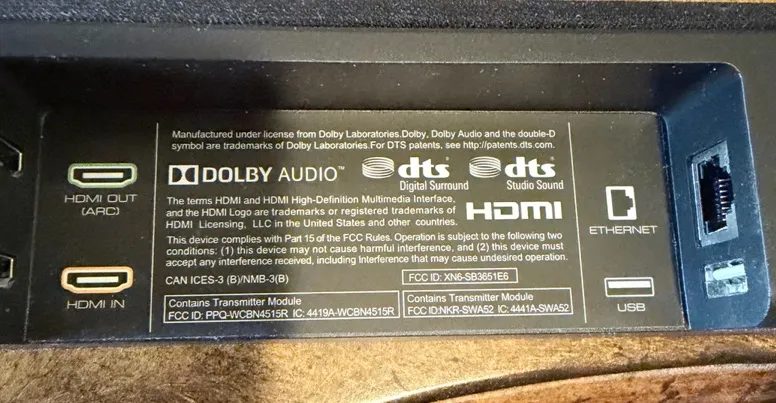 Manufactured under license from Dolby Laboratories.Dolby, Dolby Audio and the double-D
symbol are trademarks of Dolby Laboratories.For DTS patents, see http://patents.dts.com.
DOLBY AUDIO™
dts
Digital Surround
dts
Studio Sound
The terms HDMI and HDMI High-Definition Multimedia Interface,
and the HDMI Logo are trademarks or registered trademarks of
HDMI Licensing, LLC in the United States and other countries.
HDMI
This device complies with Part 15 of the FCC Rules. Operation is subject to the following two
conditions: (1) this device may not cause harmful interference, and (2) this device must
accept any interference received, including Interference that may cause undesired operation.
CAN ICES-3 (B)/NMB-3(B)
FCC ID: XN6-SB3651E6
Contains Transmitter Module
FCC ID: PPQ-WCBN4515R IC: 4419A-WCBN4515R
Contains Transmitter Module
FCC ID:NKR-SWA52 IC: 4441A-SWA52
HDMI OUT
(ARC)
HDMI IN
ETHERNET
USB